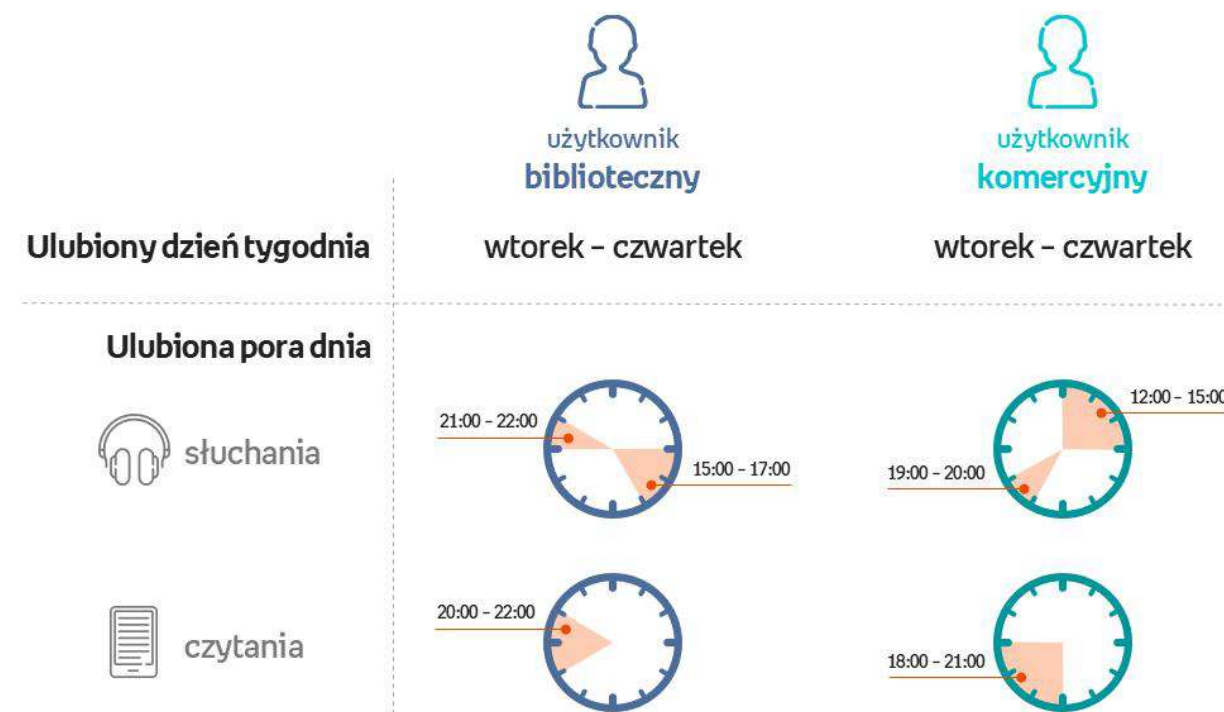 użytkownik
biblioteczny
użytkownik
komercyjny
Ulubiony dzień tygodnia
wtorek – czwartek
wtorek – czwartek
Ulubiona pora dnia
słuchania
21:00 – 22:00
15:00 – 17:00
12:00 – 15:00
19:00 – 20:00
czytania
20:00 – 22:00
18:00 – 21:00